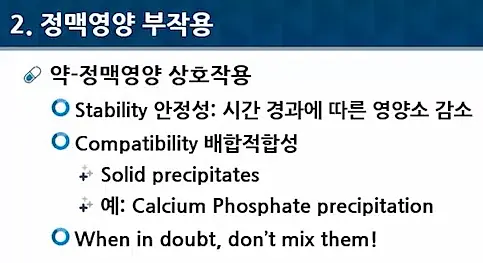 2. 정맥영양 부작용
약-정맥영양 상호작용
Stability 안정성: 시간 경과에 따른 영양소 감소
Compatibility 배합적합성
Solid precipitates
예: Calcium Phosphate precipitation
When in doubt, don't mix them!